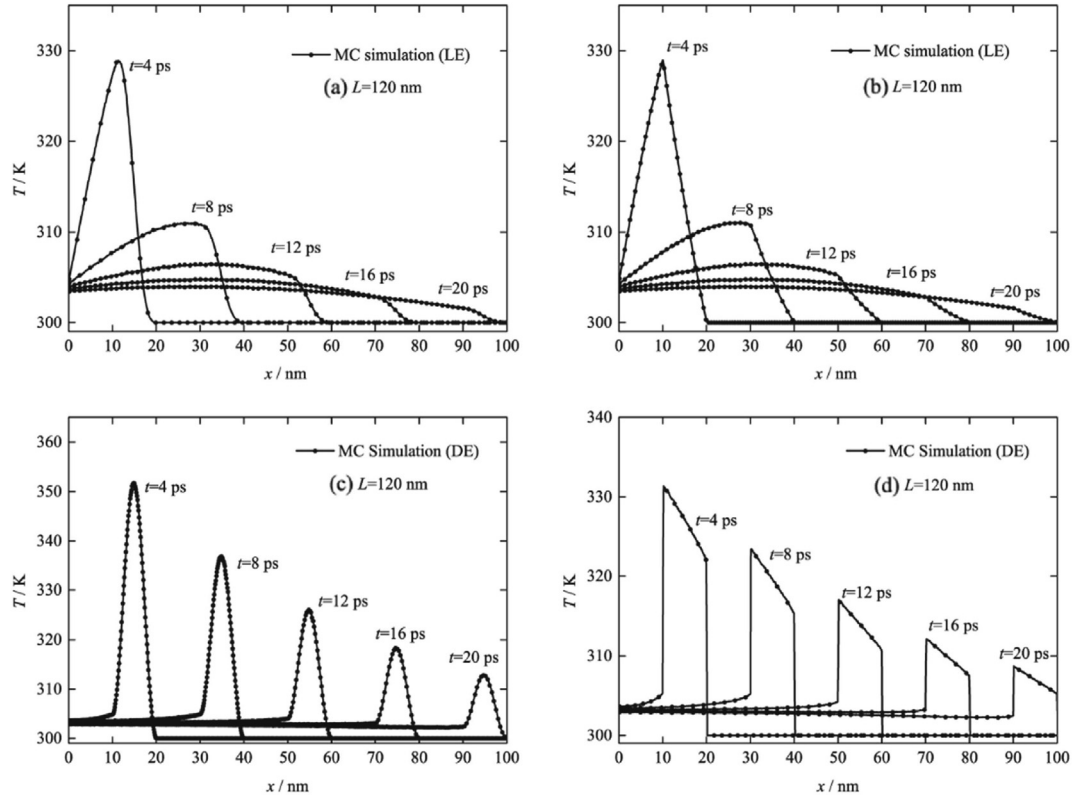 MC simulation (LE)
(a) L=120 nm
t=4 ps
t=8 ps
t=12 ps
t=16 ps
t=20 ps
330
320
310
300
T / K
0 10 20 30 40 50 60 70 80 90 100
x / nm
MC simulation (LE)
(b) L=120 nm
t=4 ps
t=8 ps
t=12 ps
t=16 ps
t=20 ps
330
320
310
300
T / K
0 10 20 30 40 50 60 70 80 90 100
x / nm
MC Simulation (DE)
(c) L=120 nm
t=4 ps
t=8 ps
t=12 ps
t=16 ps
t=20 ps
360
350
340
330
320
310
300
T / K
0 10 20 30 40 50 60 70 80 90 100
x / nm
MC Simulation (DE)
(d) L=120 nm
t=4 ps
t=8 ps
t=12 ps
t=16 ps
t=20 ps
340
330
320
310
300
T / K
0 10 20 30 40 50 60 70 80 90 100
x / nm